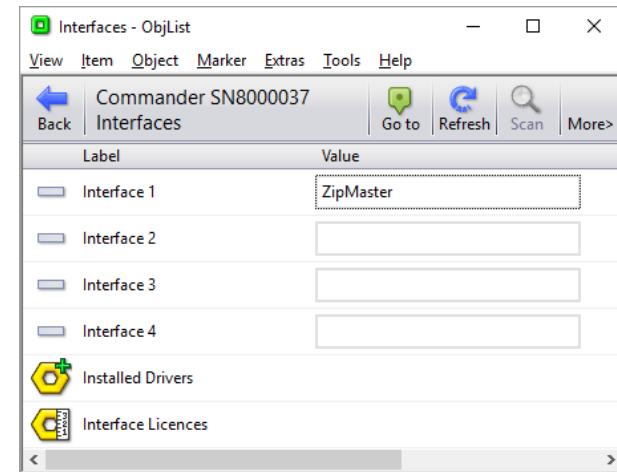 Interfaces - ObjList
View Item Object Marker Extras Tools Help
Back
Commander SN8000037
Interfaces
Go to Refresh Scan More>
Label Value
Interface 1 ZipMaster
Interface 2
Interface 3
Interface 4
Installed Drivers
Interface Licences